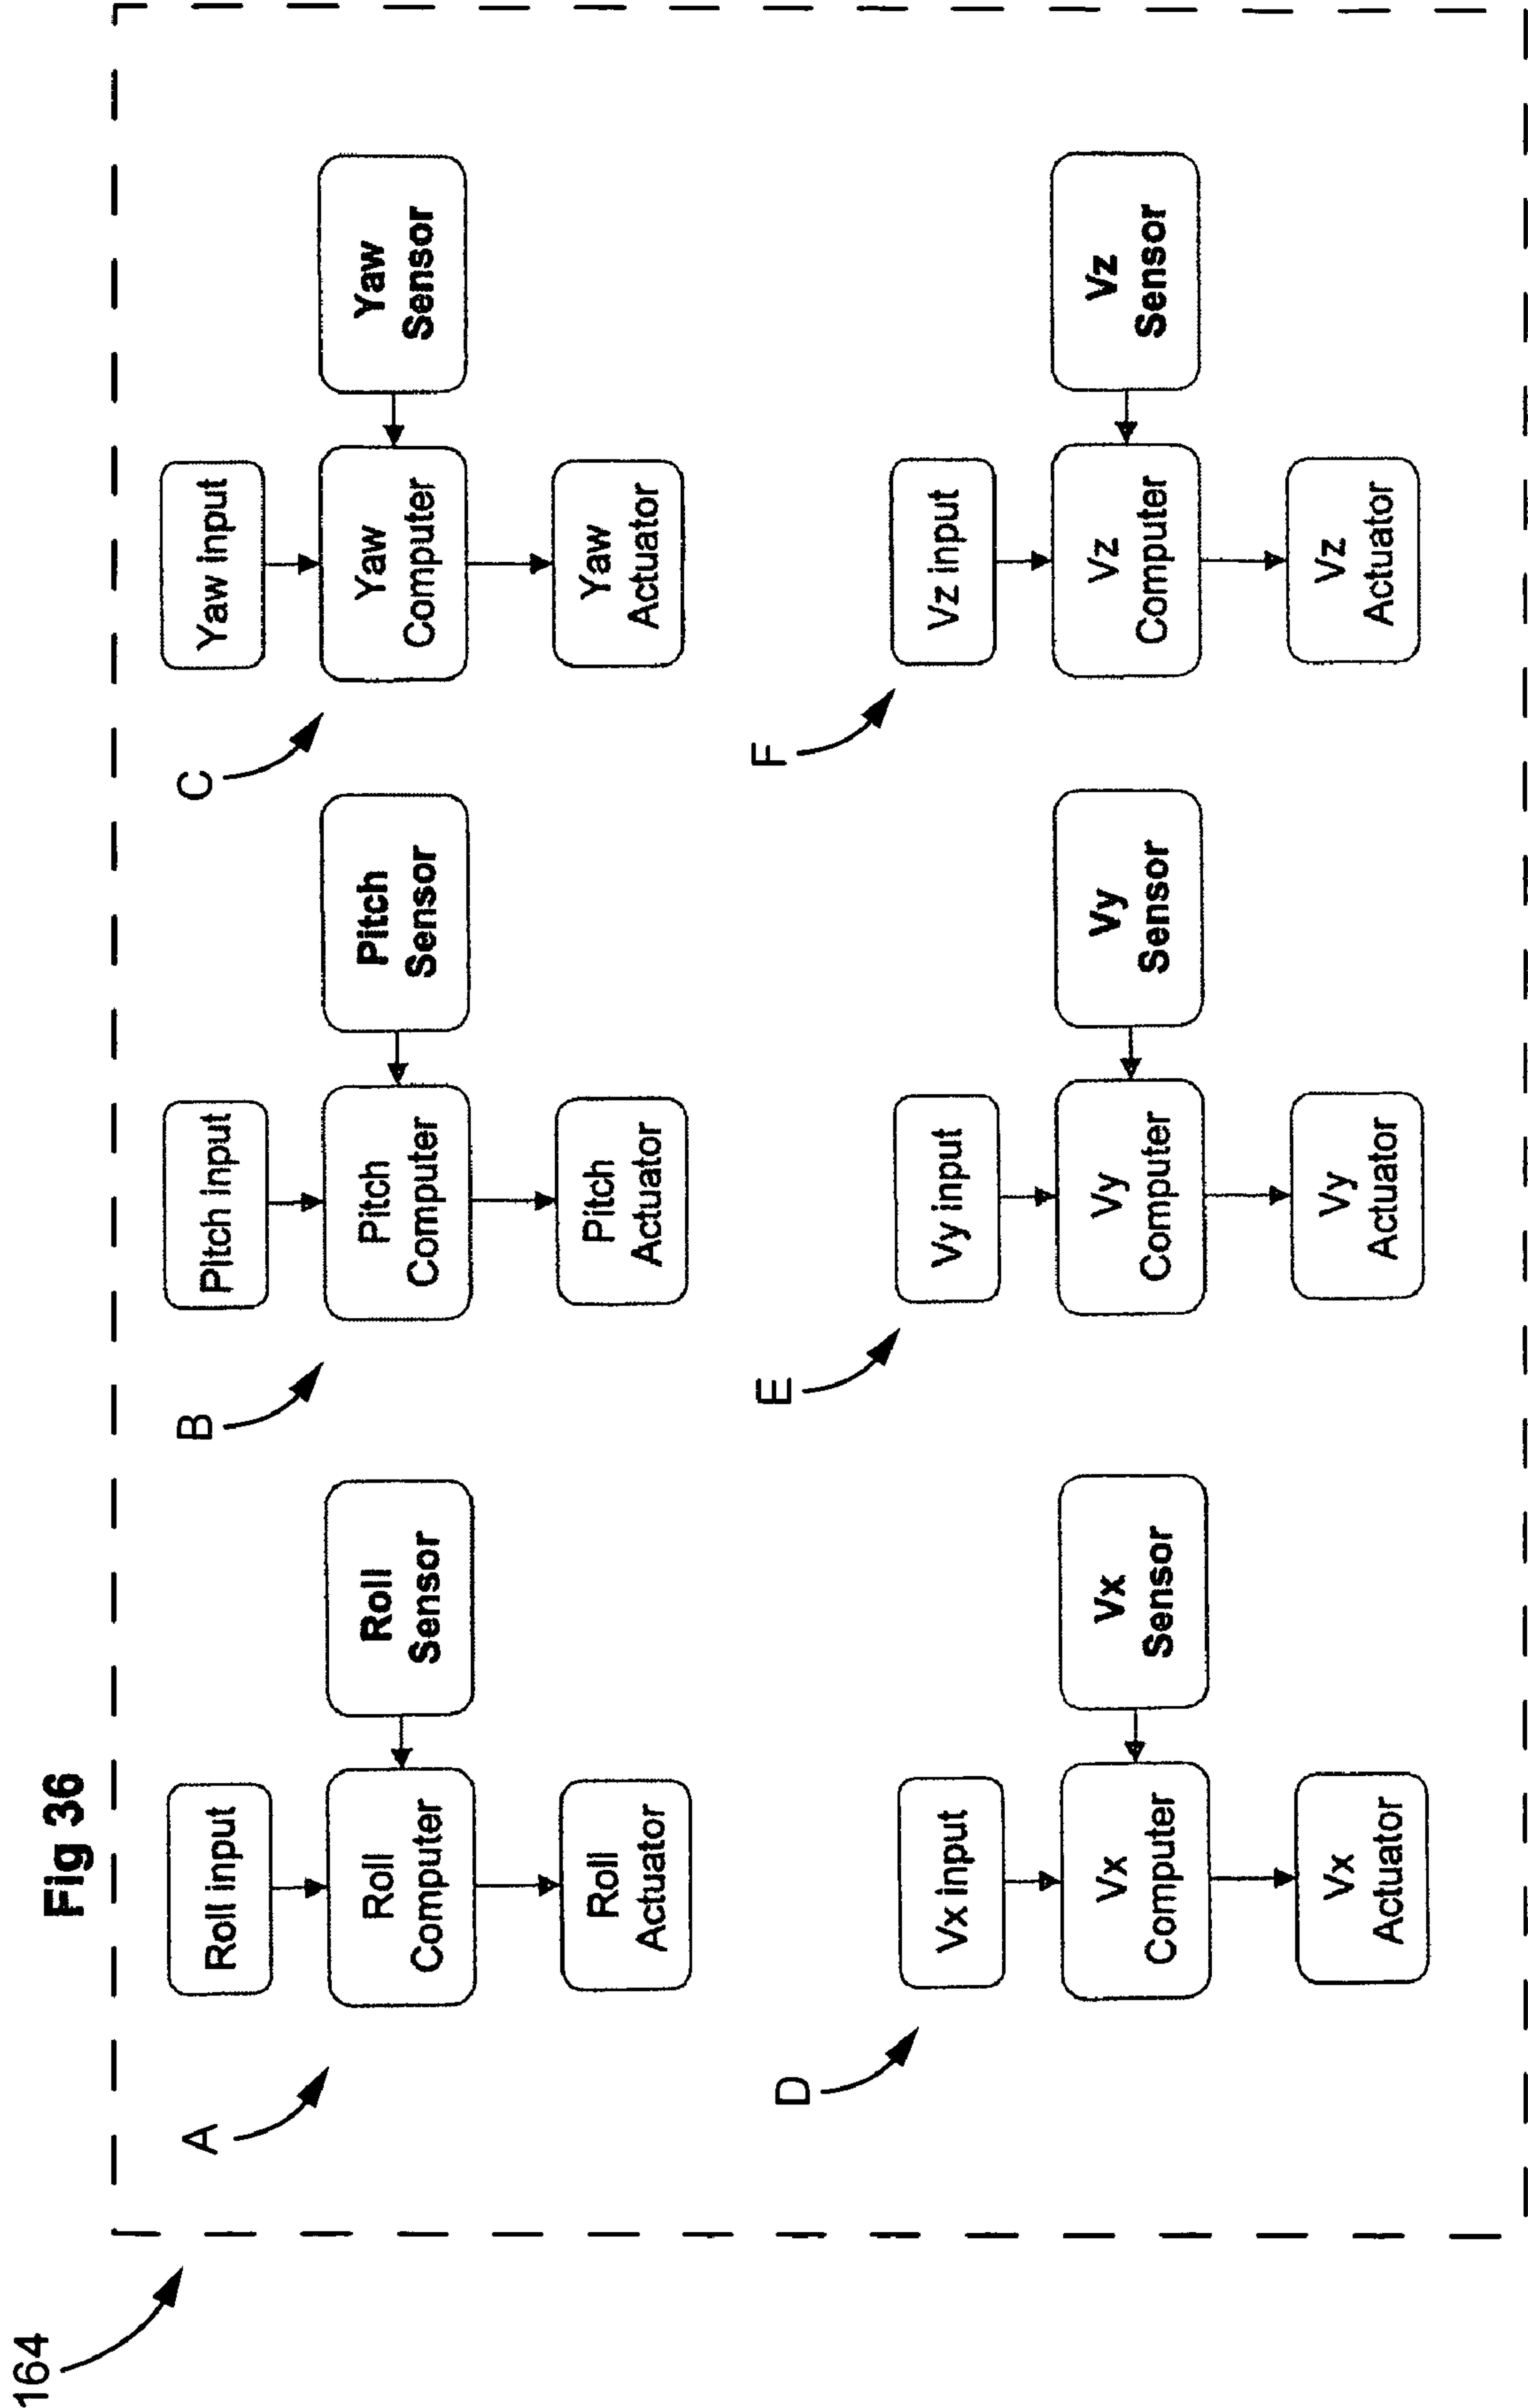 164
Fig 36
A
Roll input
Roll
Computer
Roll
Sensor
Roll
Actuator
B
Pitch input
Pitch
Computer
Pitch
Sensor
Pitch
Actuator
C
Yaw input
Yaw
Computer
Yaw
Sensor
Yaw
Actuator
D
Vx input
Vx
Computer
Vx
Sensor
Vx
Actuator
E
Vy input
Vy
Computer
Vy
Sensor
Vy
Actuator
F
Vz input
Vz
Computer
Vz
Sensor
Vz
Actuator